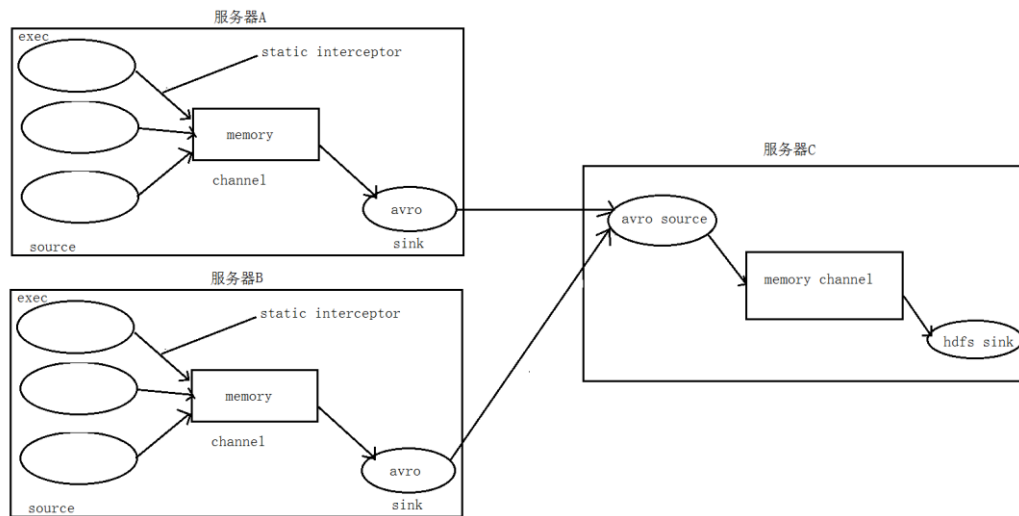 服务器A
exec
static interceptor
memory
channel
avro
sink
source
服务器B
exec
static interceptor
memory
channel
avro
sink
source
服务器C
avro source
memory channel
hdfs sink